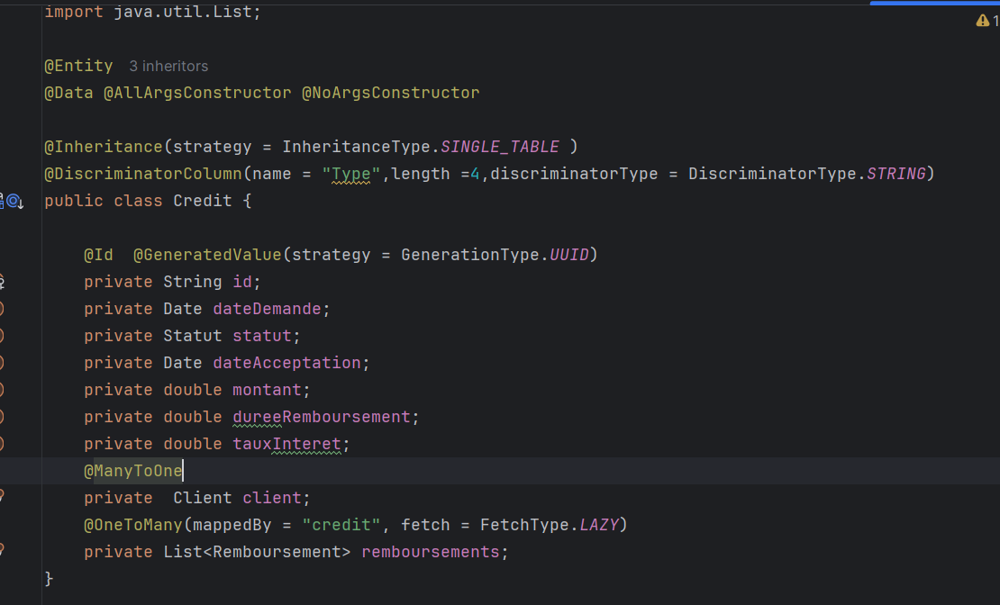 import java.util.List;
@Entity 3 inheritors
@Data @AllArgsConstructor @NoArgsConstructor
@Inheritance(strategy = InheritanceType.SINGLE_TABLE )
@DiscriminatorColumn(name = "Type",length =4,discriminatorType = DiscriminatorType.STRING)
public class Credit {
@Id  @GeneratedValue(strategy = GenerationType.UUID)
private String id;
private Date dateDemande;
private Statut statut;
private Date dateAcceptation;
private double montant;
private double dureeRemboursement;
private double tauxInteret;
@ManyToOne
private  Client client;
@OneToMany(mappedBy = "credit", fetch = FetchType.LAZY)
private List<Remboursement> remboursements;
}